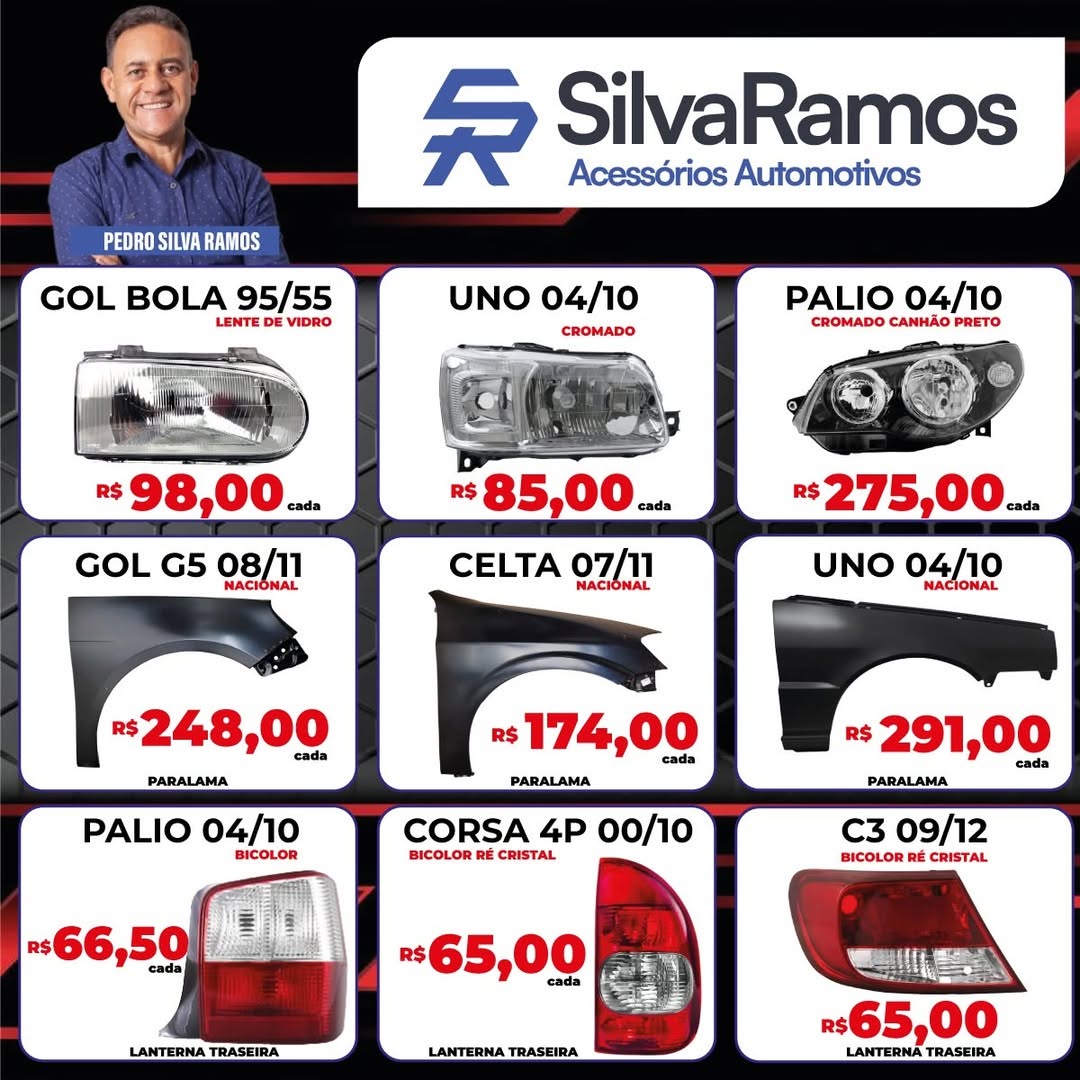 SR
SilvaRamos
Acessórios Automotivos
PEDRO SILVA RAMOS
GOL BOLA 95/55
LENTE DE VIDRO
R$ 98,00 cada
UNO 04/10
CROMADO
R$ 85,00 cada
PALIO 04/10
CROMADO CANHÃO PRETO
R$ 275,00 cada
GOL G5 08/11
NACIONAL
R$ 248,00
cada
PARALAMA
CELTA 07/11
NACIONAL
R$ 174,00
cada
PARALAMA
UNO 04/10
NACIONAL
R$ 291,00
cada
PARALAMA
PALIO 04/10
BICOLOR
R$ 66,50
cada
LANTERNA TRASEIRA
CORSA 4P 00/10
BICOLOR RÉ CRISTAL
R$ 65,00
cada
LANTERNA TRASEIRA
C3 09/12
BICOLOR RÉ CRISTAL
R$ 65,00
LANTERNA TRASEIRA